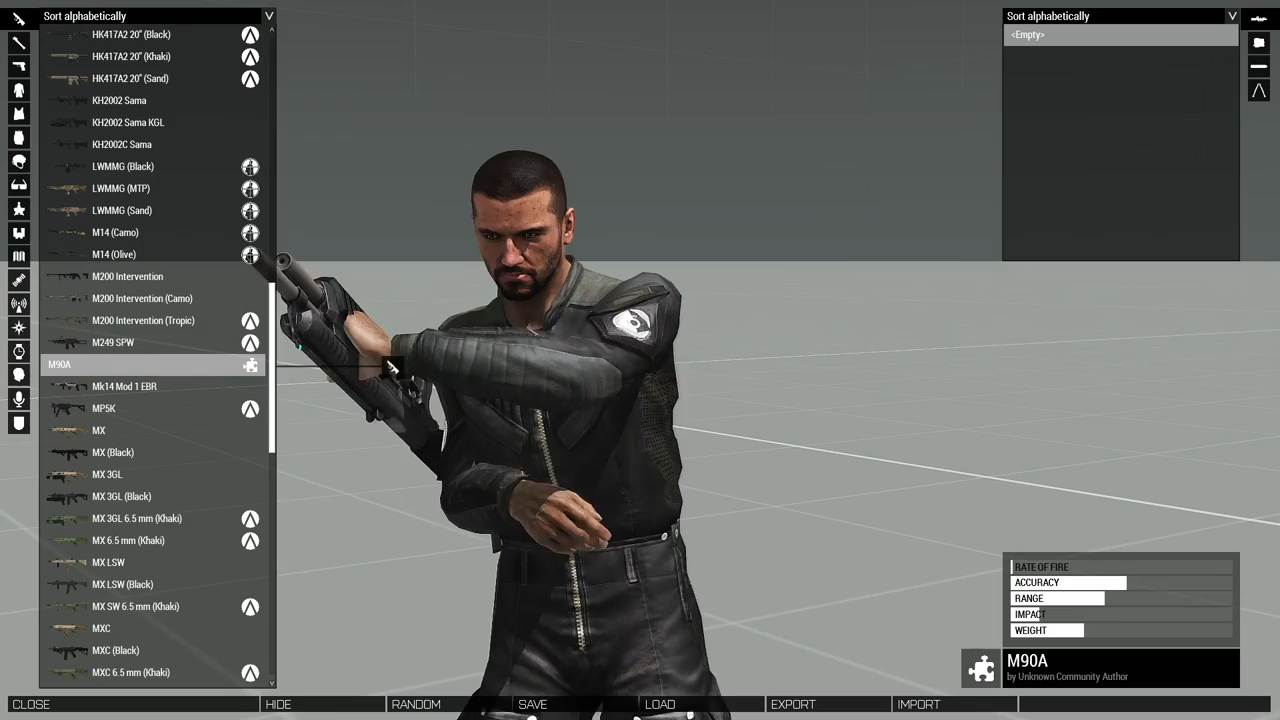 Sort alphabetically
HK417A2 20" (Black)
HK417A2 20" (Khaki)
HK417A2 20" (Sand)
KH2002 Sama
KH2002 Sama KGL
KH2002C Sama
LWMMG (Black)
LWMMG (MTP)
LWMMG (Sand)
M14 (Camo)
M14 (Olive)
M200 Intervention
M200 Intervention (Camo)
M200 Intervention (Tropic)
M249 SPW
M90A
Mk14 Mod 1 EBR
MP5K
MX
MX (Black)
MX 3GL
MX 3GL (Black)
MX 3GL 6.5 mm (Khaki)
MX 6.5 mm (Khaki)
MX LSW
MX LSW (Black)
MX SW 6.5 mm (Khaki)
MXC
MXC (Black)
MXC 6.5 mm (Khaki)
Sort alphabetically
<Empty>
RATE OF FIRE
ACCURACY
RANGE
IMPACT
WEIGHT
M90A
by Unknown Community Author
CLOSE
HIDE
RANDOM
SAVE
LOAD
EXPORT
IMPORT